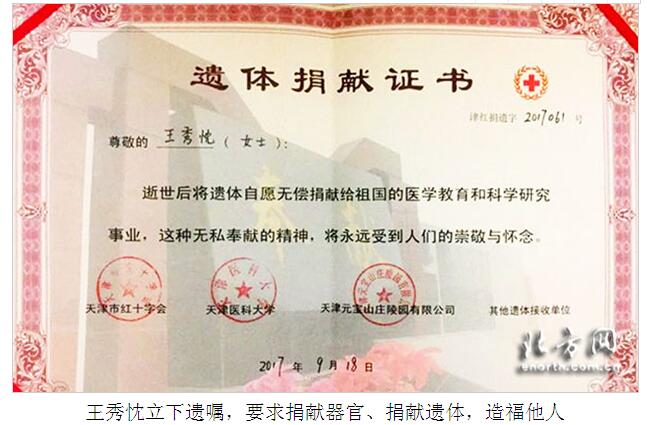 遗体捐献证书
津红捐遗字 2017061 号
尊敬的 王秀忱（女士）：
逝世后将遗体自愿无偿捐献给祖国的医学教育和科学研究
事业，这种无私奉献的精神，将永远受到人们的崇敬与怀念。
天津市红十字会 天津医科大学 天津元宝山庄陵园有限公司 其他遗体接收单位
2017 年 9 月 18 日
北方网
enorth.com.cn
王秀忱立下遗嘱，要求捐献器官、捐献遗体，造福他人